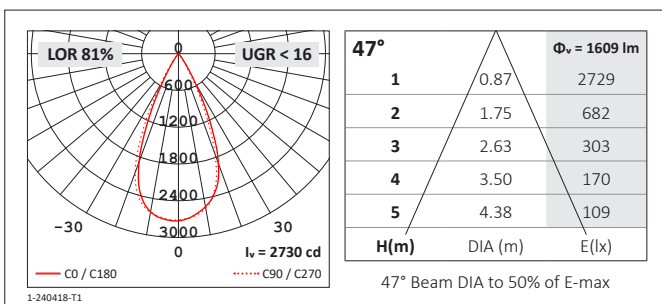 LOR 81%
0
UGR < 16
600
1200
1800
2400
3000
−30
30
0
Iᵥ = 2730 cd
C0 / C180
C90 / C270
1-240418-T1
47°
Φᵥ = 1609 lm
1 0.87 2729
2 1.75 682
3 2.63 303
4 3.50 170
5 4.38 109
H(m) DIA (m) E(lx)
47° Beam DIA to 50% of E-max